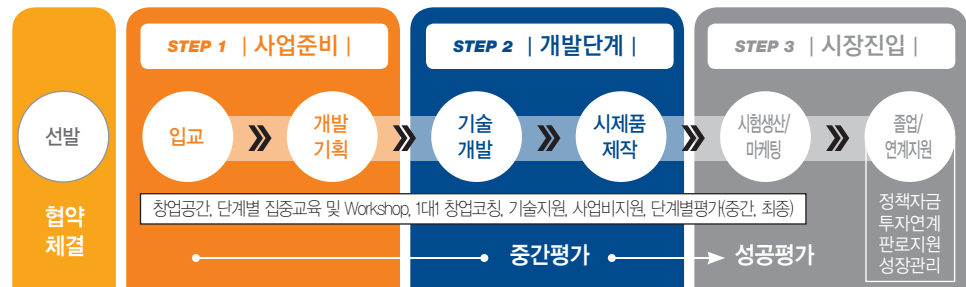 STEP 1 | 사업준비 |
STEP 2 | 개발단계 |
STEP 3 | 시장진입 |
선발
입교
개발
기획
기술
개발
시제품
제작
시험생산/
마케팅
졸업/
연계지원
협약
체결
창업공간, 단계별 집중교육 및 Workshop, 1대1 창업코칭, 기술지원, 사업비지원, 단계별평가(중간, 최종)
정책자금
투자연계
판로지원
성장관리
중간평가
성공평가